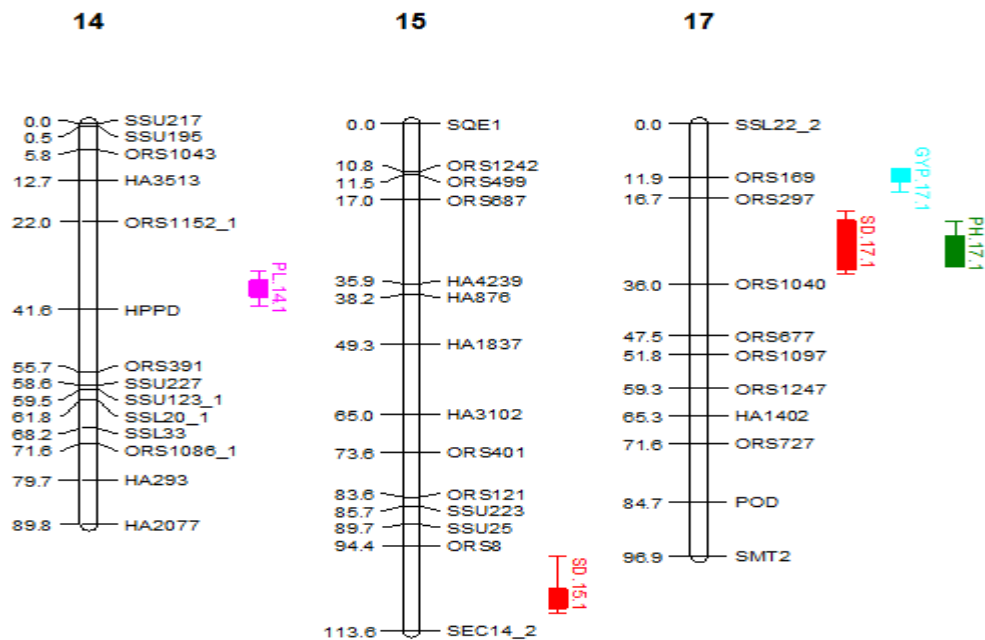 14
0.0 SSU217
0.5 SSU195
5.8 ORS1043
12.7 HA3513
22.0 ORS1152_1
41.6 HPPD
55.7 ORS391
58.6 SSU227
59.5 SSU123_1
61.8 SSL20_1
68.2 SSL33
71.6 ORS1086_1
79.7 HA293
89.8 HA2077
PL.14.1
15
0.0 SQE1
10.8 ORS1242
11.5 ORS499
17.0 ORS687
35.9 HA4239
38.2 HA876
49.3 HA1837
65.0 HA3102
73.6 ORS401
83.6 ORS121
85.7 SSU223
89.7 SSU25
94.4 ORS8
113.6 SEC14_2
SD.15.1
17
0.0 SSL22_2
11.9 ORS169
16.7 ORS297
36.0 ORS1040
47.5 ORS677
51.8 ORS1097
59.3 ORS1247
65.3 HA1402
71.6 ORS727
84.7 POD
96.9 SMT2
SD.17.1
GYP.17.1
PH.17.1